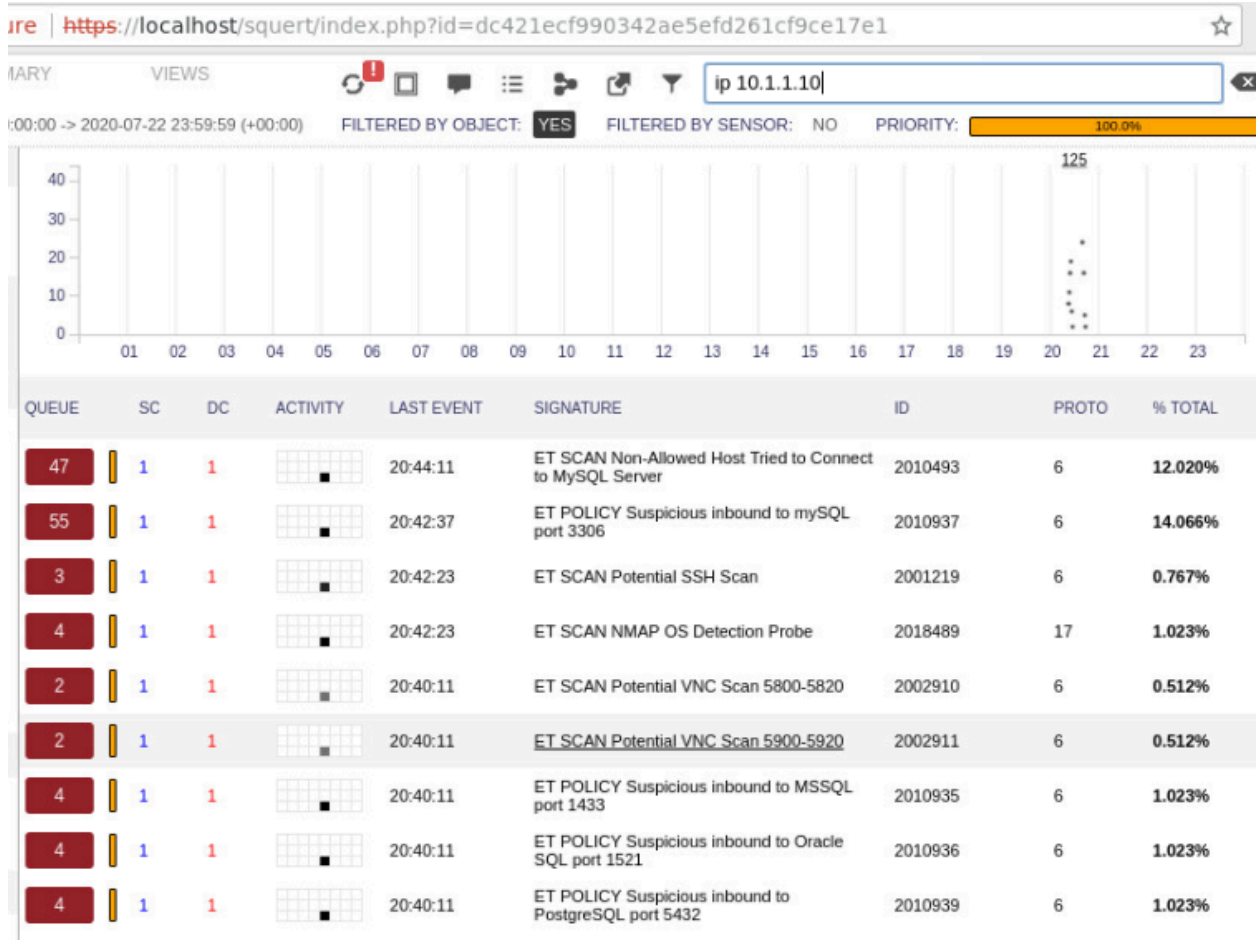 ure | https://localhost/squert/index.php?id=dc421ecf990342ae5efd261cf9ce17e1
MARY VIEWS ! ip 10.1.1.10
0:00:00 -> 2020-07-22 23:59:59 (+00:00) FILTERED BY OBJECT: YES FILTERED BY SENSOR: NO PRIORITY: 100.0%
125
40
30
20
10
0
01 02 03 04 05 06 07 08 09 10 11 12 13 14 15 16 17 18 19 20 21 22 23
QUEUE SC DC ACTIVITY LAST EVENT SIGNATURE ID PROTO % TOTAL
47 1 1 20:44:11 ET SCAN Non-Allowed Host Tried to Connect
to MySQL Server 2010493 6 12.020%
55 1 1 20:42:37 ET POLICY Suspicious inbound to mySQL
port 3306 2010937 6 14.066%
3 1 1 20:42:23 ET SCAN Potential SSH Scan 2001219 6 0.767%
4 1 1 20:42:23 ET SCAN NMAP OS Detection Probe 2018489 17 1.023%
2 1 1 20:40:11 ET SCAN Potential VNC Scan 5800-5820 2002910 6 0.512%
2 1 1 20:40:11 ET SCAN Potential VNC Scan 5900-5920 2002911 6 0.512%
4 1 1 20:40:11 ET POLICY Suspicious inbound to MSSQL
port 1433 2010935 6 1.023%
4 1 1 20:40:11 ET POLICY Suspicious inbound to Oracle
SQL port 1521 2010936 6 1.023%
4 1 1 20:40:11 ET POLICY Suspicious inbound to
PostgreSQL port 5432 2010939 6 1.023%